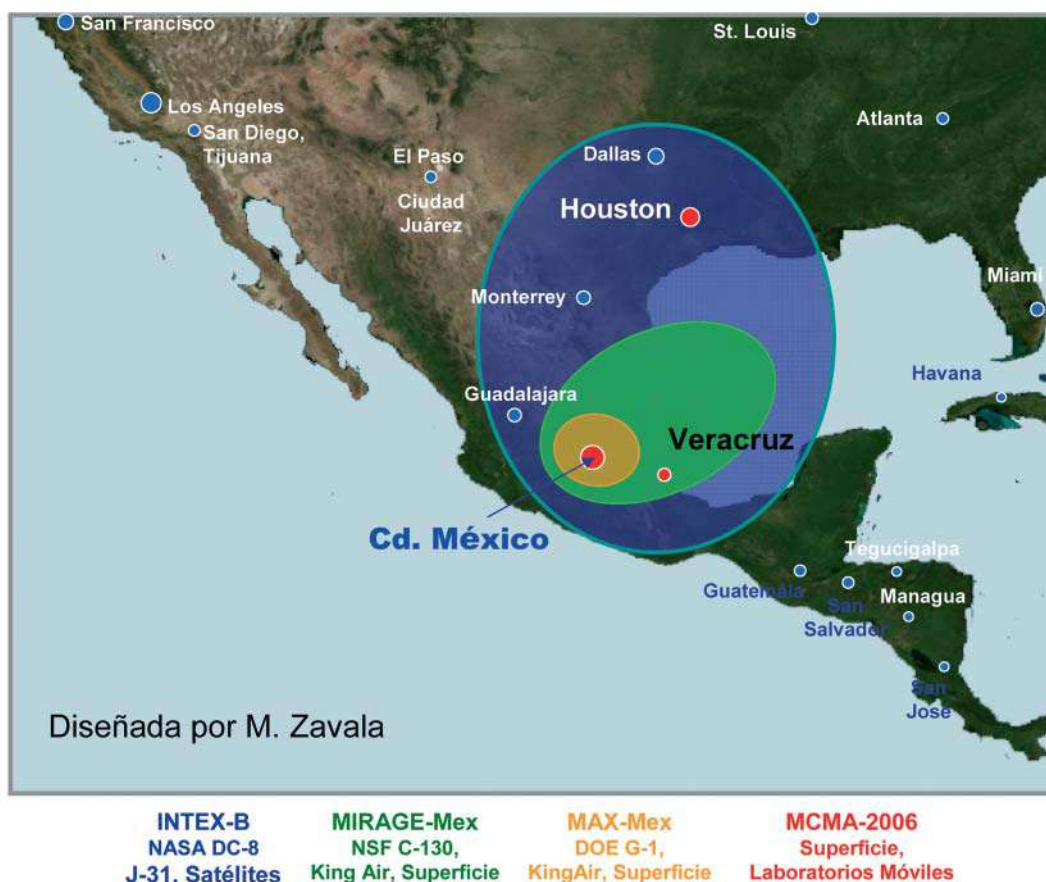 San Francisco
St. Louis
Los Angeles
San Diego,
Tijuana
Atlanta
El Paso
Ciudad
Juárez
Dallas
Houston
Monterrey
Miami
Havana
Guadalajara
Veracruz
Cd. México
Tegucigalpa
Guatemala
San
Salvador
Managua
San
José
Diseñada por M. Zavala
INTEX-B
NASA DC-8
J-31, Satélites
MIRAGE-Mex
NSF C-130,
King Air, Superficie
MAX-Mex
DOE G-1,
KingAir, Superficie
MCMA-2006
Superficie,
Laboratorios Móviles